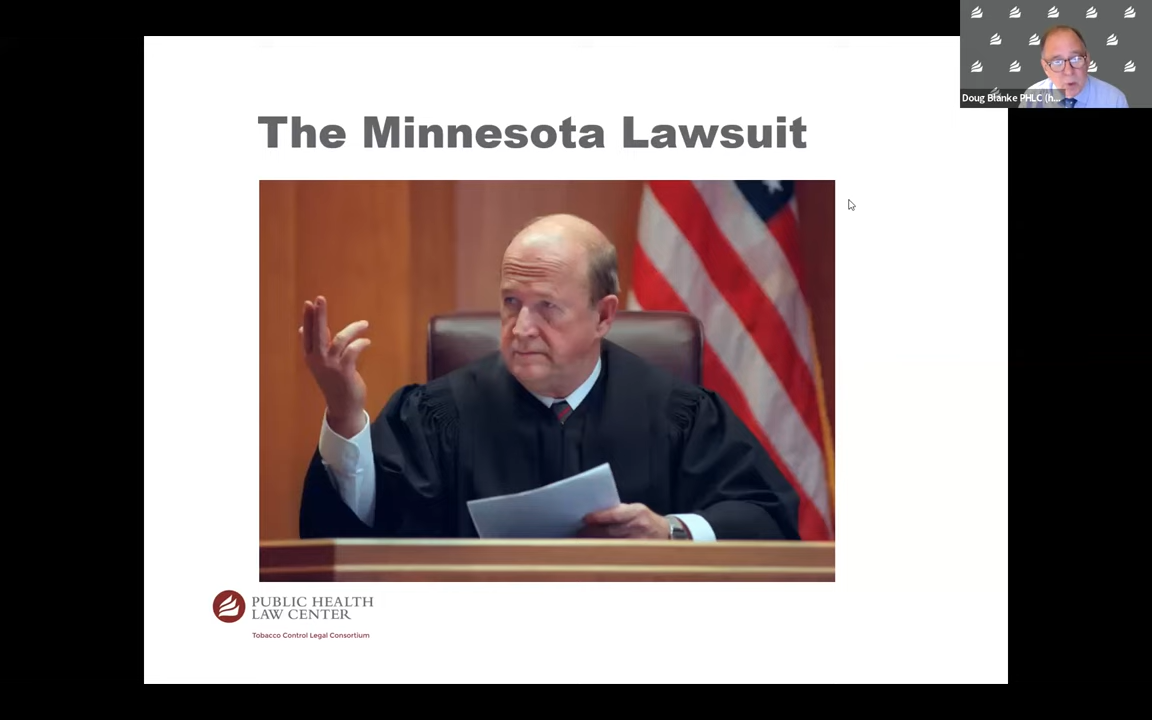 Doug Blanke PHLC (h...
The Minnesota Lawsuit
PUBLIC HEALTH
LAW CENTER
Tobacco Control Legal Consortium